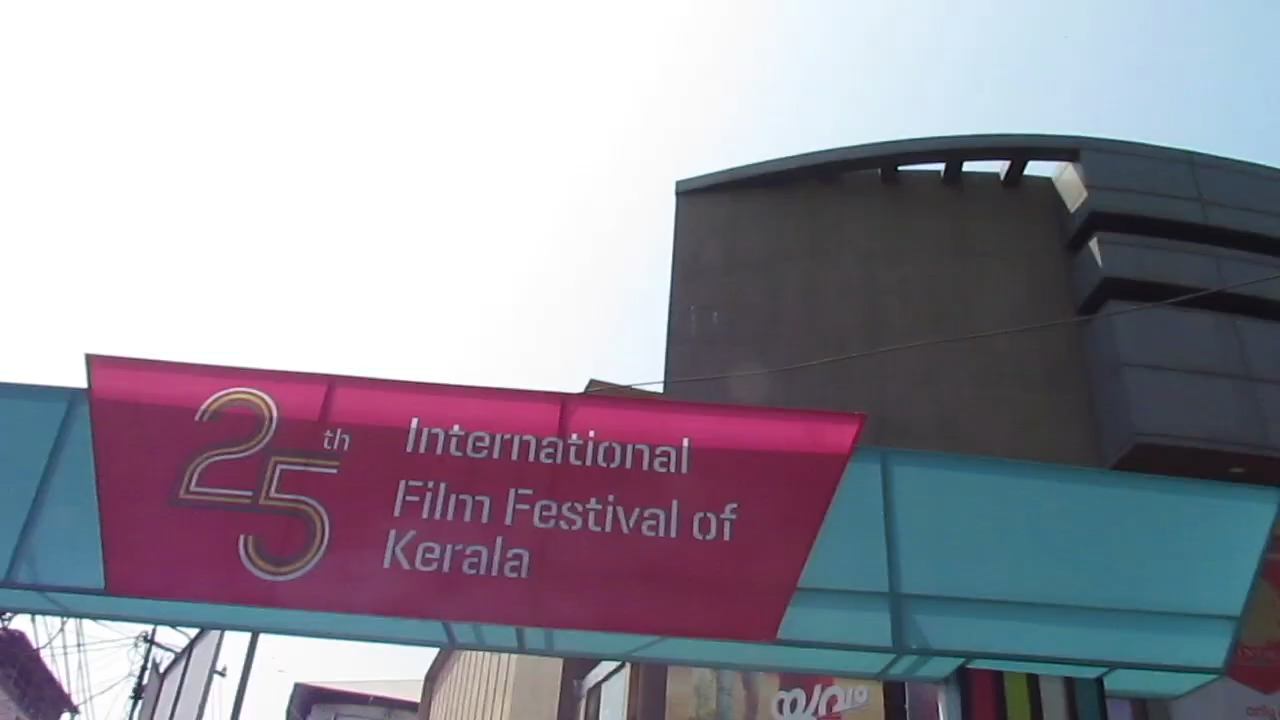 25th
International
Film Festival of
Kerala